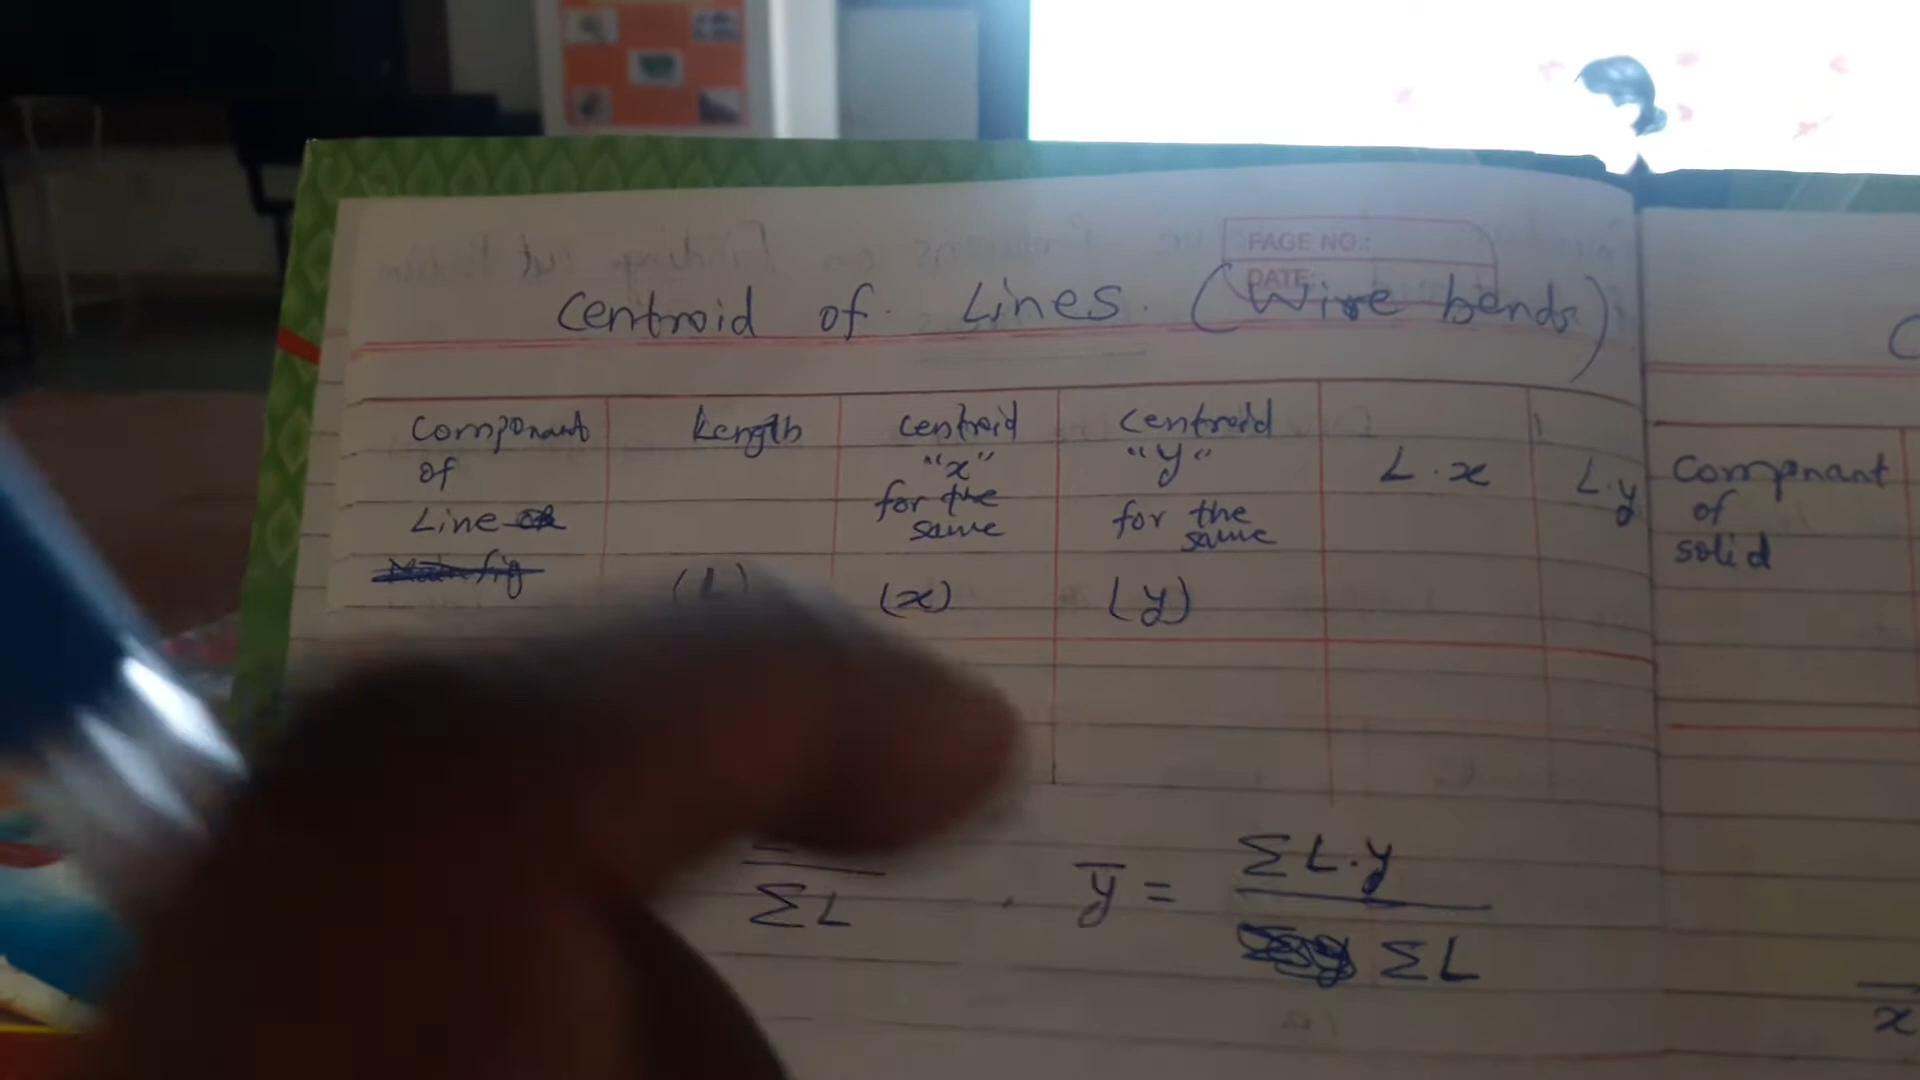 PAGE NO.:
DATE:
Centroid of Lines. (Wire bends)
Componant of Line
Length (L)
Centroid "x" for the same (x)
Centroid "y" for the same (y)
L.x
L.y
ΣL
y̅ = ΣL.y
ΣL
Componant
of
solid
x̅